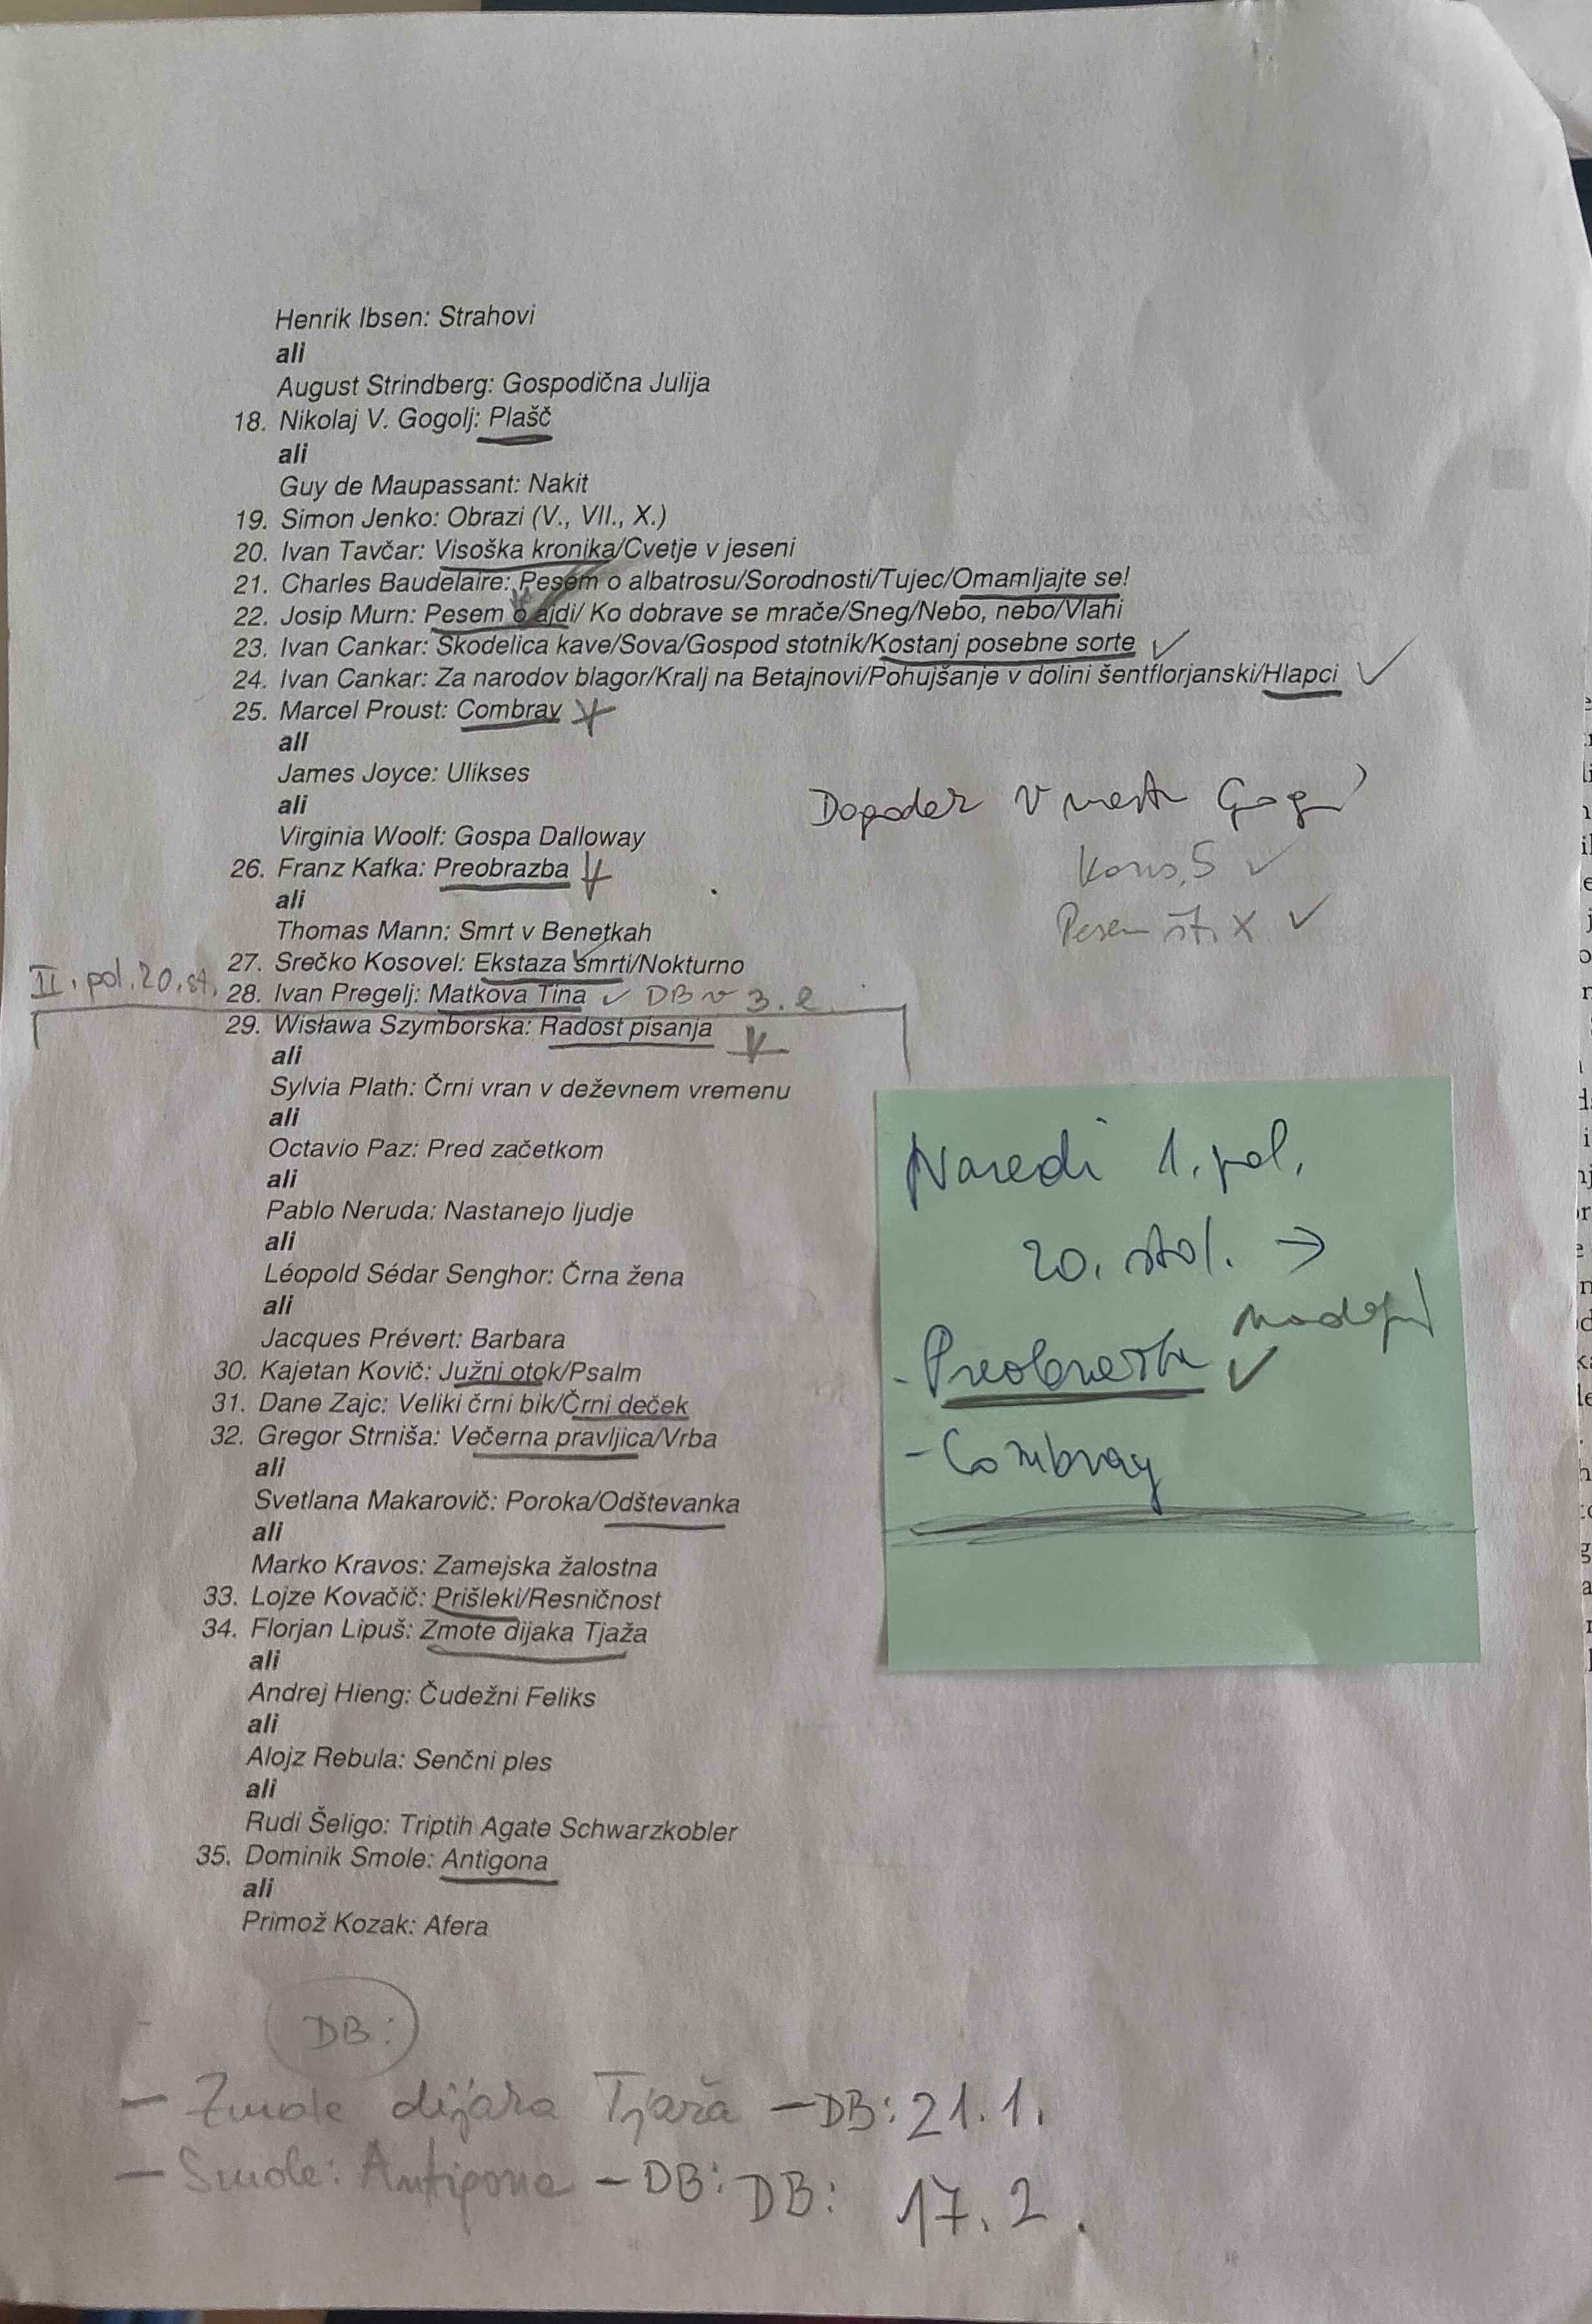 Henrik Ibsen: Strahovi
ali
August Strindberg: Gospodična Julija
18. Nikolaj V. Gogolj: Plašč
ali
Guy de Maupassant: Nakit
19. Simon Jenko: Obrazi (V., VII., X.)
20. Ivan Tavčar: Visoška kronika/Cvetje v jeseni
21. Charles Baudelaire: Pesem o albatrosu/Sorodnosti/Tujec/Omamljajte se!
22. Josip Murn: Pesem o ajdi/ Ko dobrave se mrače/Sneg/Nebo, nebo/Vlahi
23. Ivan Cankar: Skodelica kave/Sova/Gospod stotnik/Kostanj posebne sorte ✓
24. Ivan Cankar: Za narodov blagor/Kralj na Betajnovi/Pohujšanje v dolini šentflorjanski/Hlapci ✓
25. Marcel Proust: Combray
ali
James Joyce: Ulikses
ali
Virginia Woolf: Gospa Dalloway
Dogodek v mestu Gogi
Kons. 5 ✓
Pesem št. X ✓
26. Franz Kafka: Preobrazba
ali
Thomas Mann: Smrt v Benetkah
27. Srečko Kosovel: Ekstaza smrti/Nokturno
II. pol. 20. st.
28. Ivan Pregelj: Matkova Tina ✓ DB v 3. l.
29. Wisława Szymborska: Radost pisanja
ali
Sylvia Plath: Črni vran v deževnem vremenu
ali
Octavio Paz: Pred začetkom
ali
Pablo Neruda: Nastanejo ljudje
ali
Léopold Sédar Senghor: Črna žena
ali
Jacques Prévert: Barbara
30. Kajetan Kovič: Južni otok/Psalm
31. Dane Zajc: Veliki črni bik/Črni deček
32. Gregor Strniša: Večerna pravljica/Vrba
ali
Svetlana Makarovič: Poroka/Odštevanka
ali
Marko Kravos: Zamejska žalostna
33. Lojze Kovačič: Prišleki/Resničnost
34. Florjan Lipuš: Zmote dijaka Tjaža
ali
Andrej Hieng: Čudežni Feliks
ali
Alojz Rebula: Senčni ples
ali
Rudi Šeligo: Triptih Agate Schwarzkobler
35. Dominik Smole: Antigona
ali
Primož Kozak: Afera
Naredi 1. pol.
20. stol. →
- Preobrazba ✓
- Combray
DB:
– Zmote dijaka Tjaža – DB: 21.1.
– Smole: Antigona – DB: DB: 17.2.